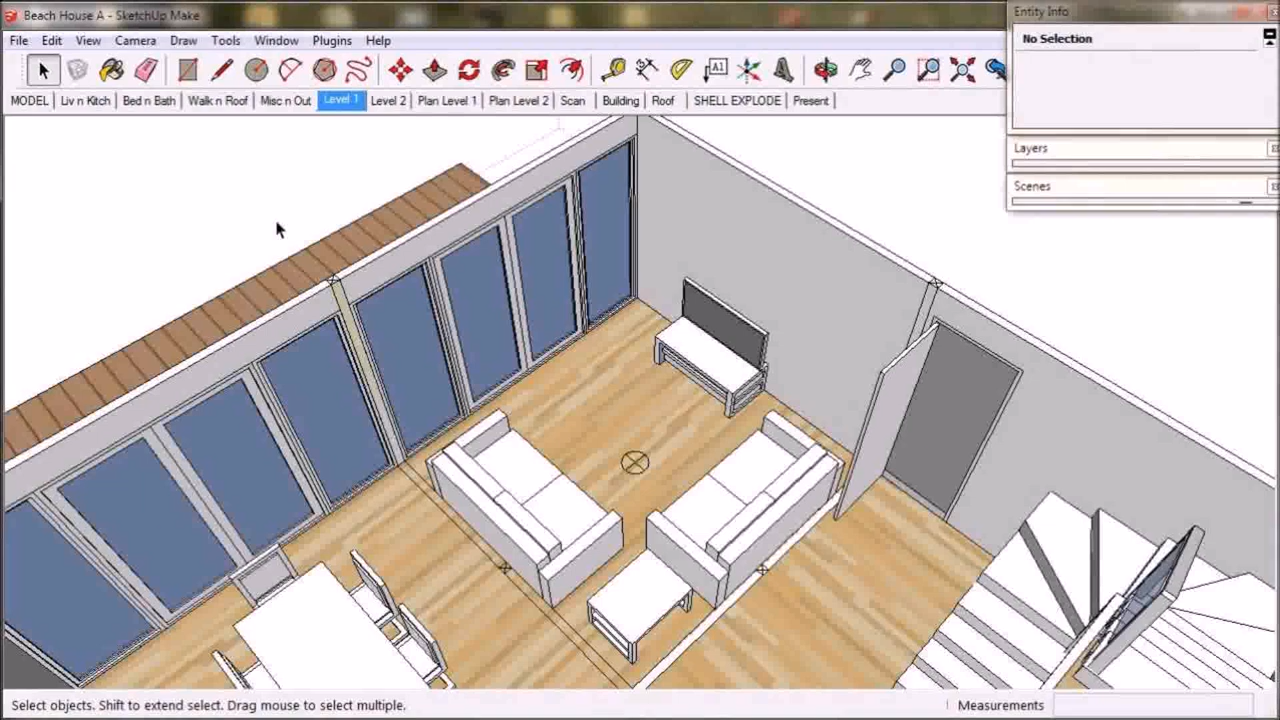 Beach House A - SketchUp Make
Entity Info
File Edit View Camera Draw Tools Window Plugins Help
No Selection
A1
MODEL Liv n Kitch Bed n Bath Walk n Roof Misc n Out Level 1 Level 2 Plan Level 1 Plan Level 2 Scan Building Roof SHELL EXPLODE Present
Layers
Scenes
Select objects. Shift to extend select. Drag mouse to select multiple.
Measurements